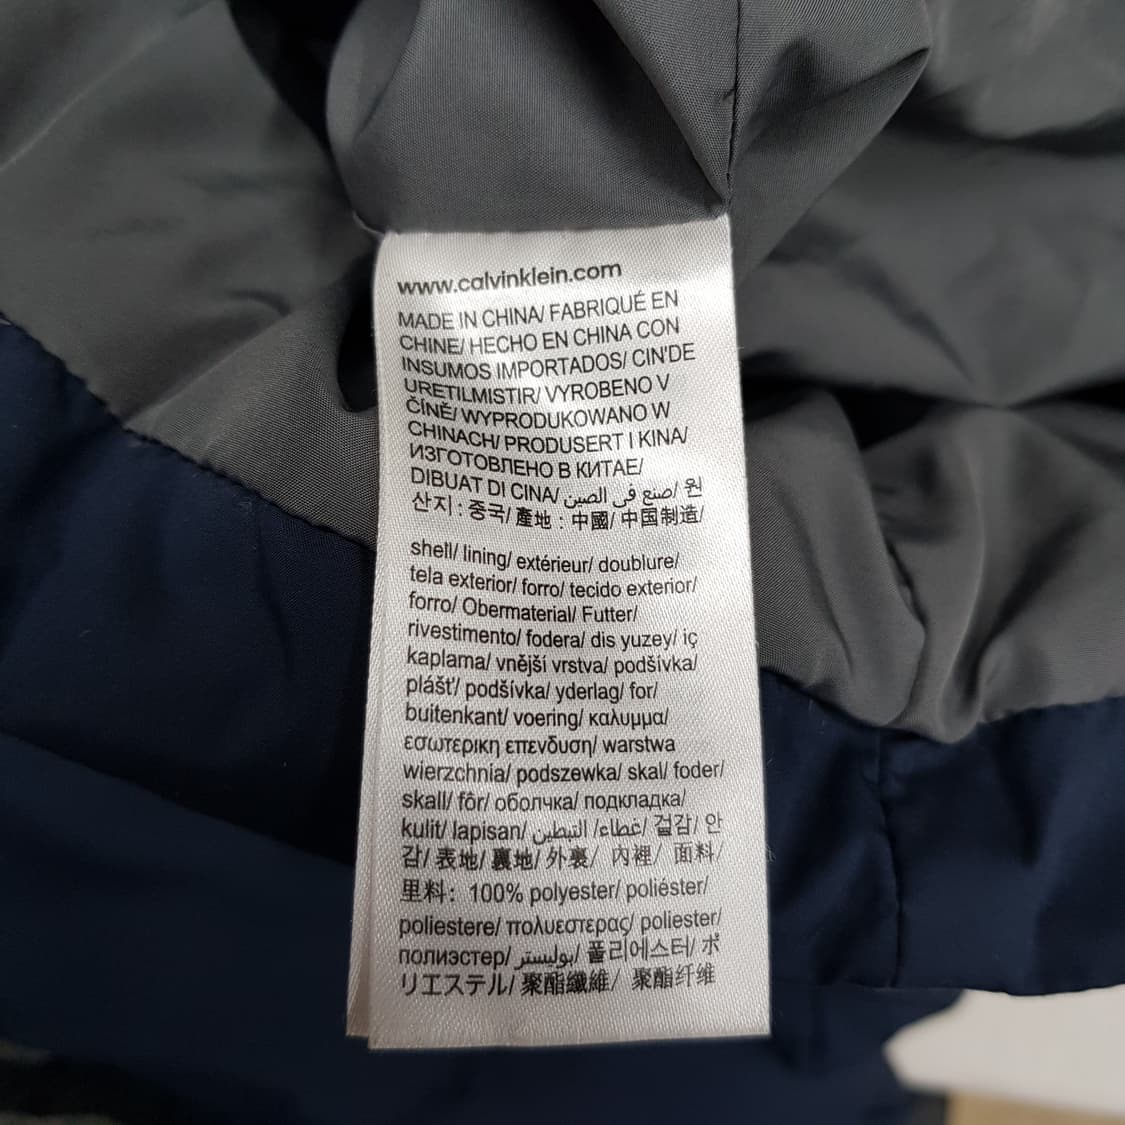 www.calvinklein.com
MADE IN CHINA/ FABRIQUÉ EN
CHINE/ HECHO EN CHINA CON
INSUMOS IMPORTADOS/ CIN'DE
URETILMISTIR/ VYROBENO V
ČÍNĚ/ WYPRODUKOWANO W
CHINACH/ PRODUSERT I KINA/
ИЗГОТОВЛЕНО В КИТАЕ/
DIBUAT DI CINA/ صنع في الصين/ 원
산지 : 중국/ 產地 : 中國/ 中国制造/
shell/ lining/ extérieur/ doublure/
tela exterior/ forro/ tecido exterior/
forro/ Obermaterial/ Futter/
rivestimento/ fodera/ dis yuzey/ iç
kaplama/ vnější vrstva/ podšívka/
plášť/ podšívka/ yderlag/ for/
buitenkant/ voering/ καλυμμα/
εσωτερικη επενδυση/ warstwa
wierzchnia/ podszewka/ skal/ foder/
skall/ fôr/ оболчка/ подкладка/
kulit/ lapisan/ غطاء/ التبطين/ 겉감/ 안
감/ 表地/ 裏地/ 外裏/ 內裡/ 面料/
里料: 100% polyester/ poliéster/
poliestere/ πολυεστερας/ poliester/
полиэстер/ بوليستر/ 폴리에스터/ ポ
リエステル/ 聚酯纖維/ 聚酯纤维